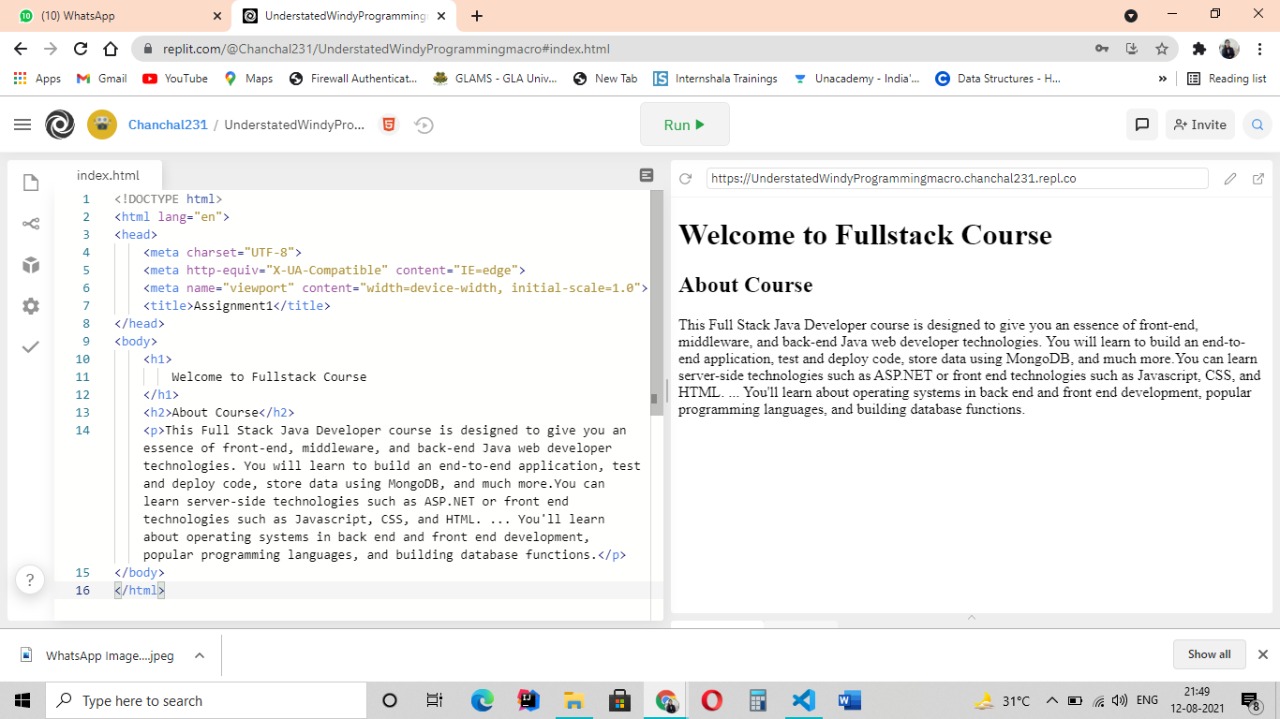 (10) WhatsApp
UnderstatedWindyProgramming
replit.com/@Chanchal231/UnderstatedWindyProgrammingmacro#index.html
Apps Gmail YouTube Maps Firewall Authenticat... GLAMS - GLA Univ... New Tab Internshala Trainings Unacademy - India'... Data Structures - H... » Reading list
Chanchal231 / UnderstatedWindyPro... Run Invite
index.html
1 <!DOCTYPE html>
2 <html lang="en">
3 <head>
4 <meta charset="UTF-8">
5 <meta http-equiv="X-UA-Compatible" content="IE=edge">
6 <meta name="viewport" content="width=device-width, initial-scale=1.0">
7 <title>Assignment1</title>
8 </head>
9 <body>
10 <h1>
11 Welcome to Fullstack Course
12 </h1>
13 <h2>About Course</h2>
14 <p>This Full Stack Java Developer course is designed to give you an
essence of front-end, middleware, and back-end Java web developer
technologies. You will learn to build an end-to-end application, test
and deploy code, store data using MongoDB, and much more.You can
learn server-side technologies such as ASP.NET or front end
technologies such as Javascript, CSS, and HTML. ... You'll learn
about operating systems in back end and front end development,
popular programming languages, and building database functions.</p>
15 </body>
16 </html>
?
https://UnderstatedWindyProgrammingmacro.chanchal231.repl.co
Welcome to Fullstack Course
About Course
This Full Stack Java Developer course is designed to give you an essence of front-end,
middleware, and back-end Java web developer technologies. You will learn to build an end-to-
end application, test and deploy code, store data using MongoDB, and much more.You can learn
server-side technologies such as ASP.NET or front end technologies such as Javascript, CSS, and
HTML. ... You'll learn about operating systems in back end and front end development, popular
programming languages, and building database functions.
WhatsApp Image....jpeg
Show all
Type here to search
31°C ENG 21:49
12-08-2021 8